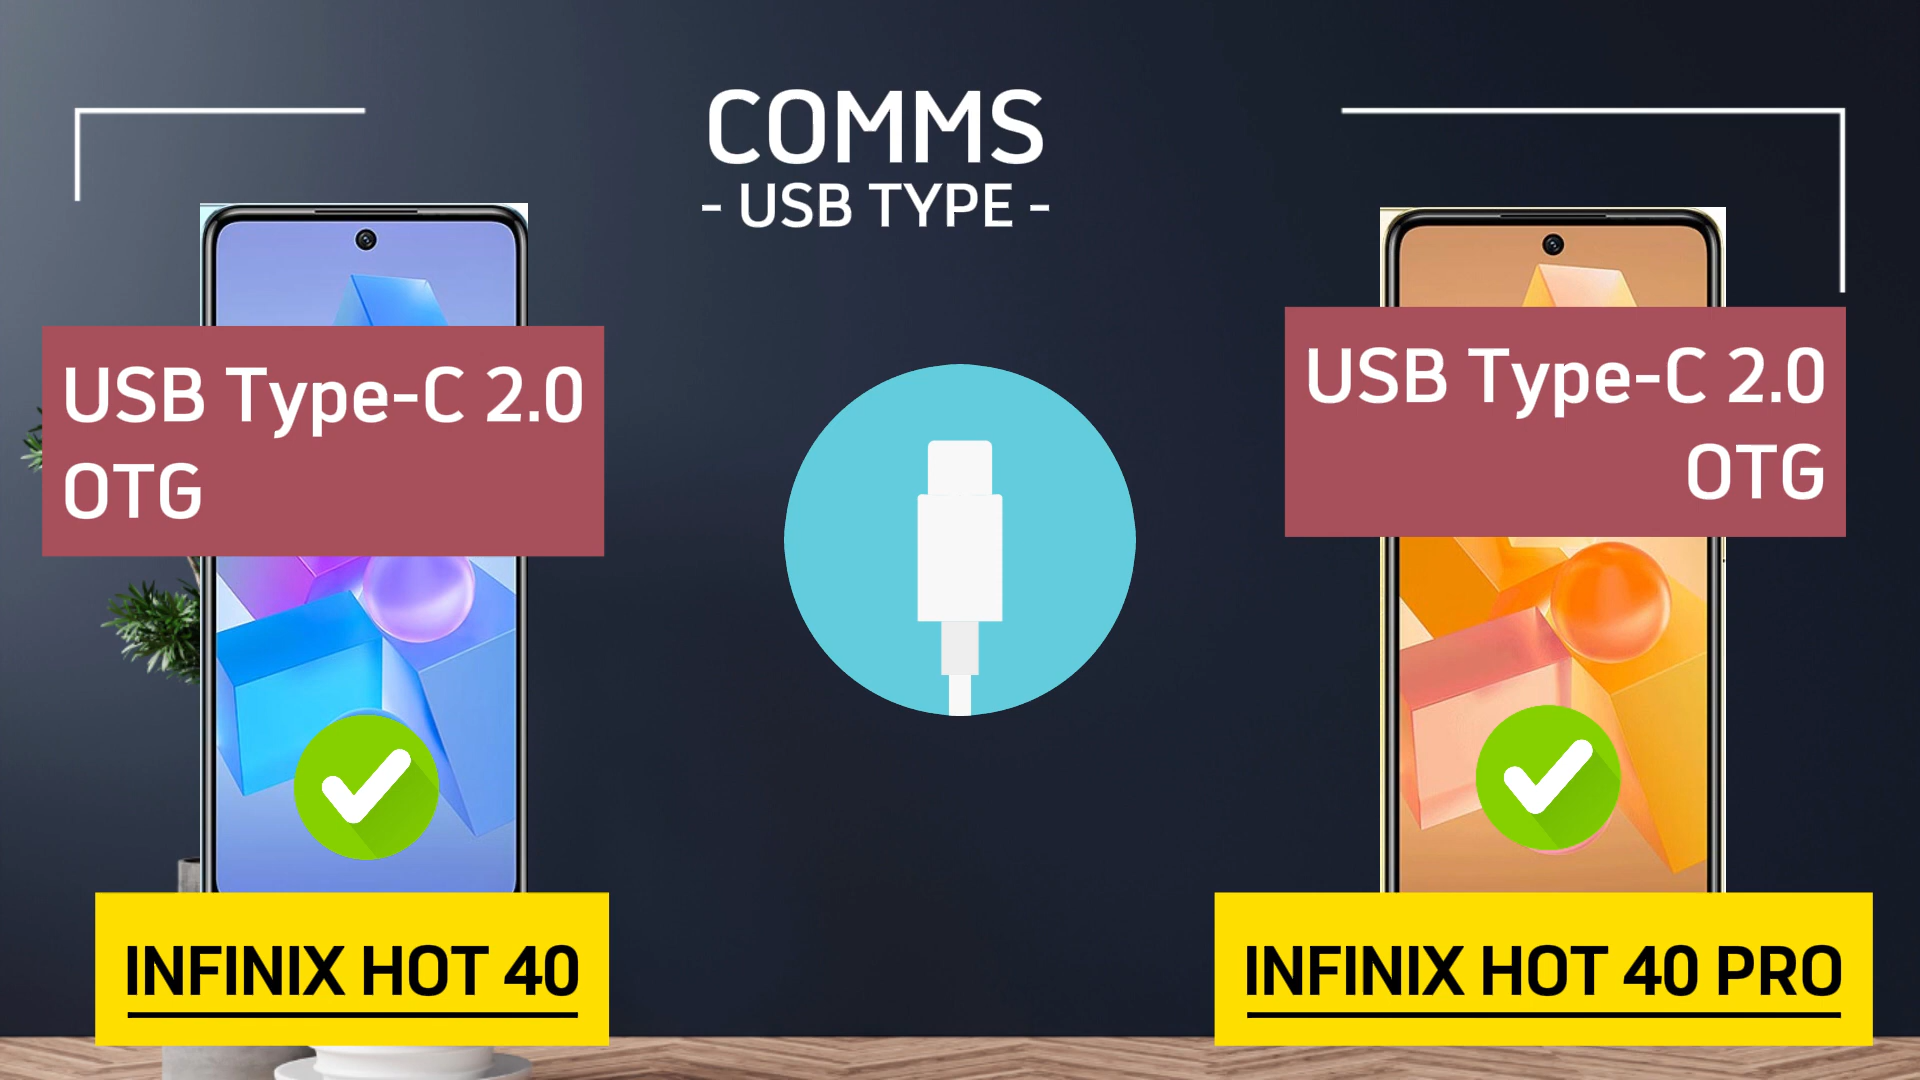 COMMS
- USB TYPE -
USB Type-C 2.0
OTG
USB Type-C 2.0
OTG
INFINIX HOT 40
INFINIX HOT 40 PRO